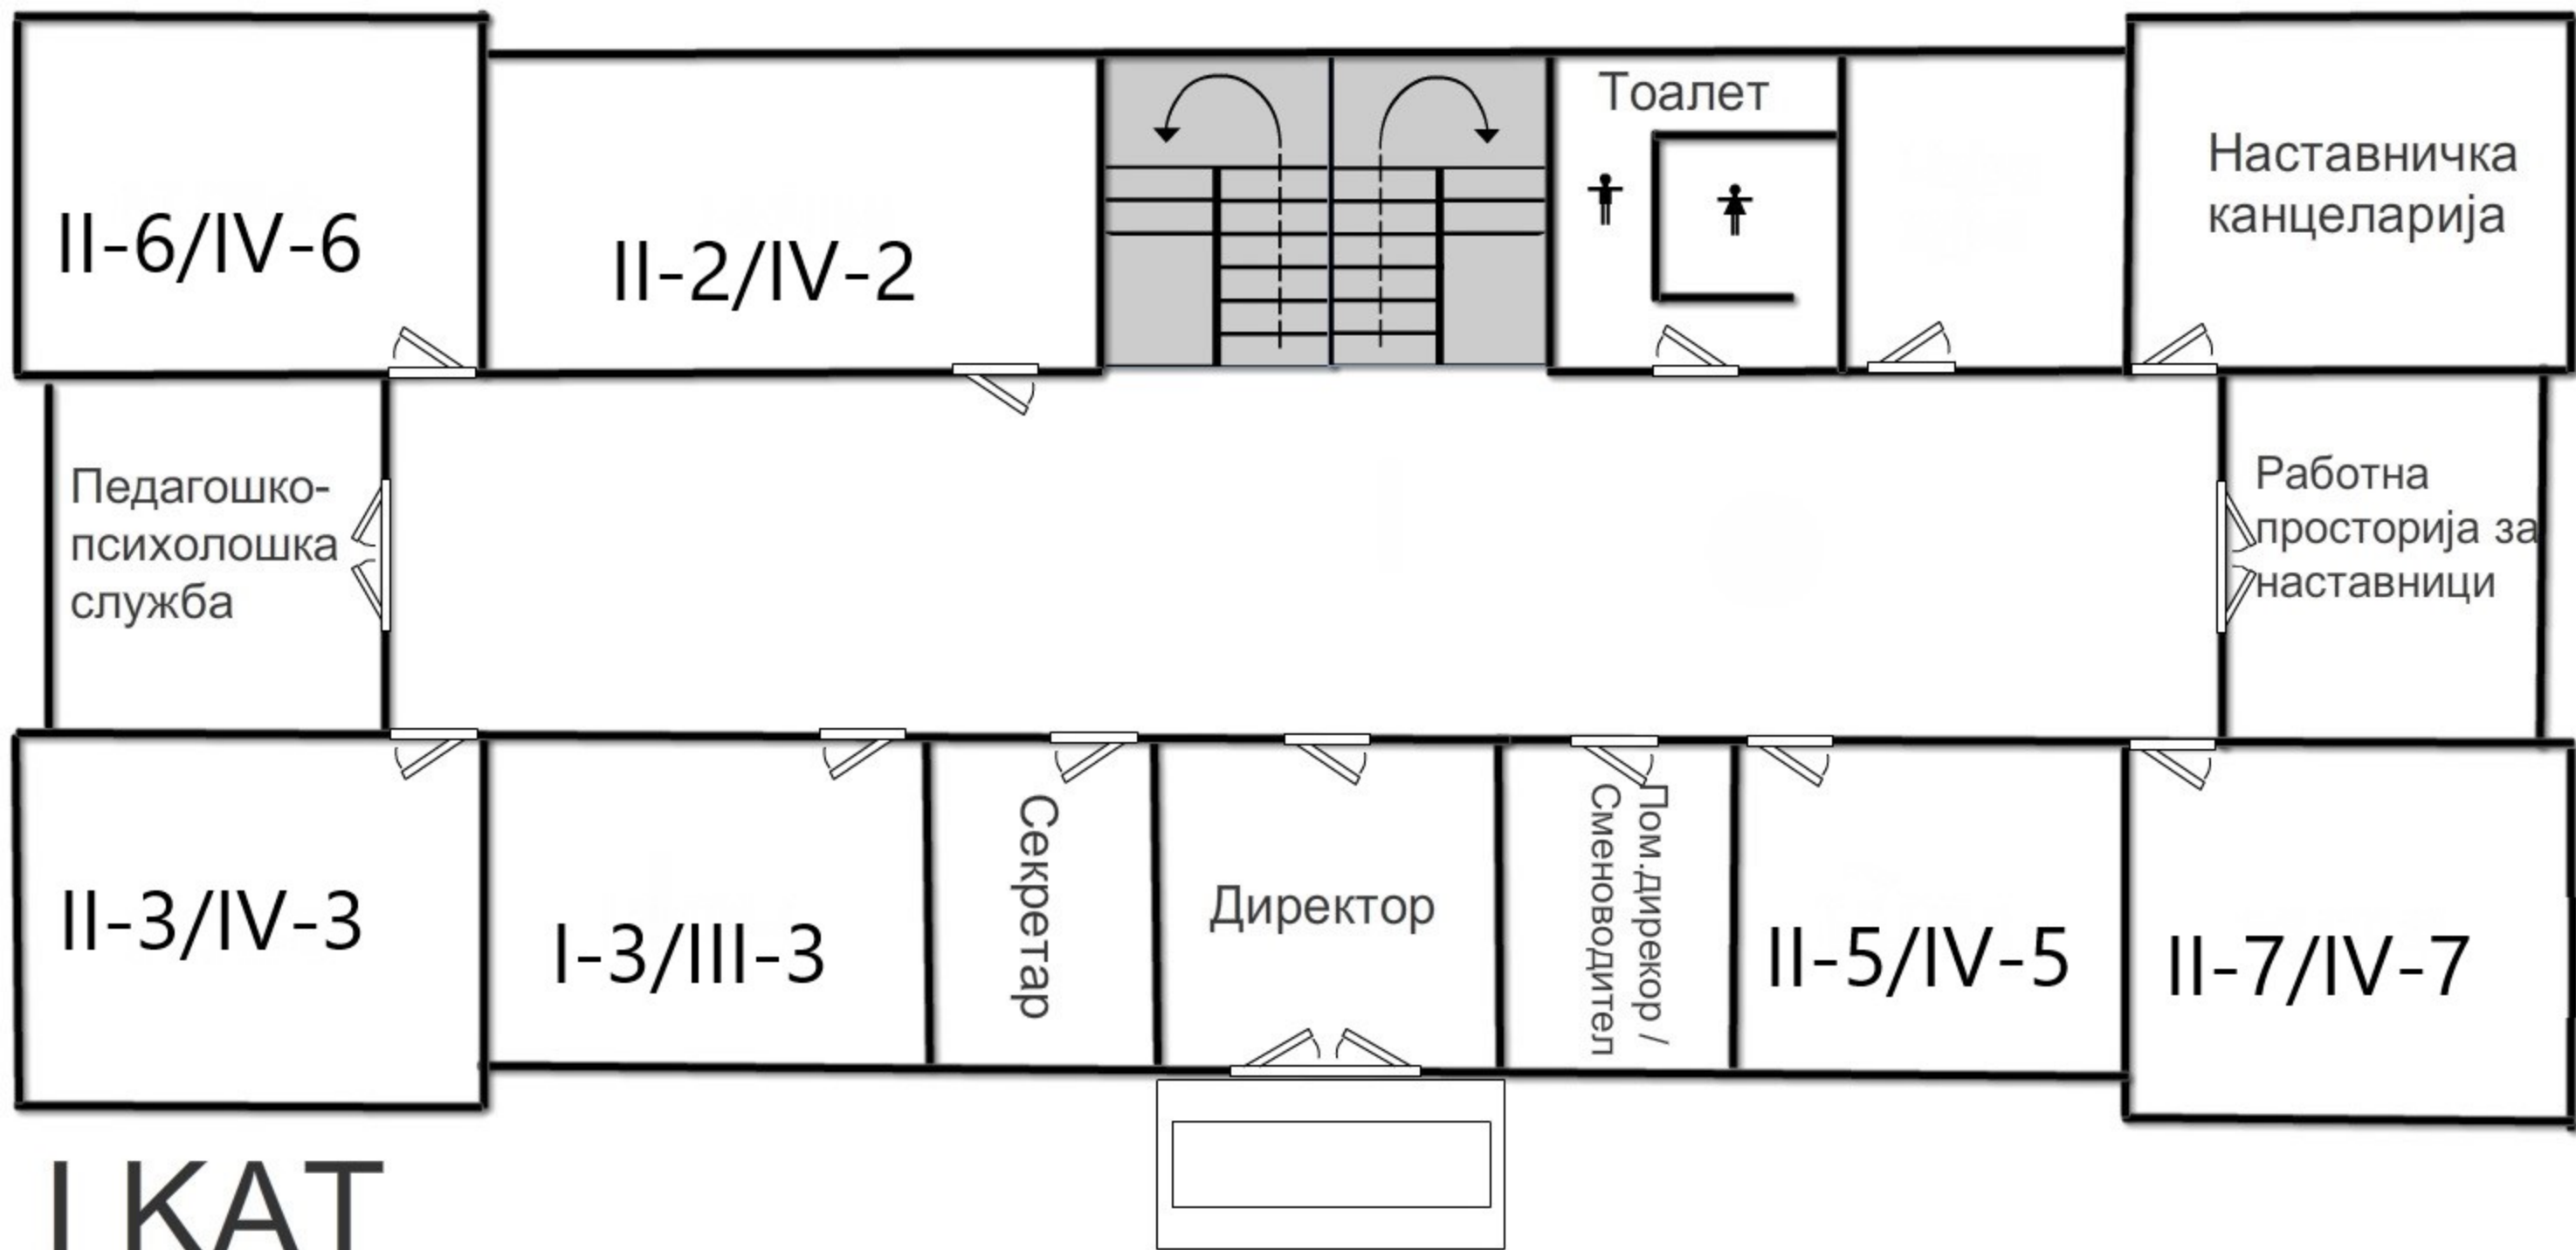 II-6/IV-6
II-2/IV-2
Тоалет
Наставничка
канцеларија
Педагошко-
психолошка
служба
Работна
просторија за
наставници
II-3/IV-3
I-3/III-3
Секретар
Директор
Пом.дирекор /
Сменоводител
II-5/IV-5
II-7/IV-7
I КАТ